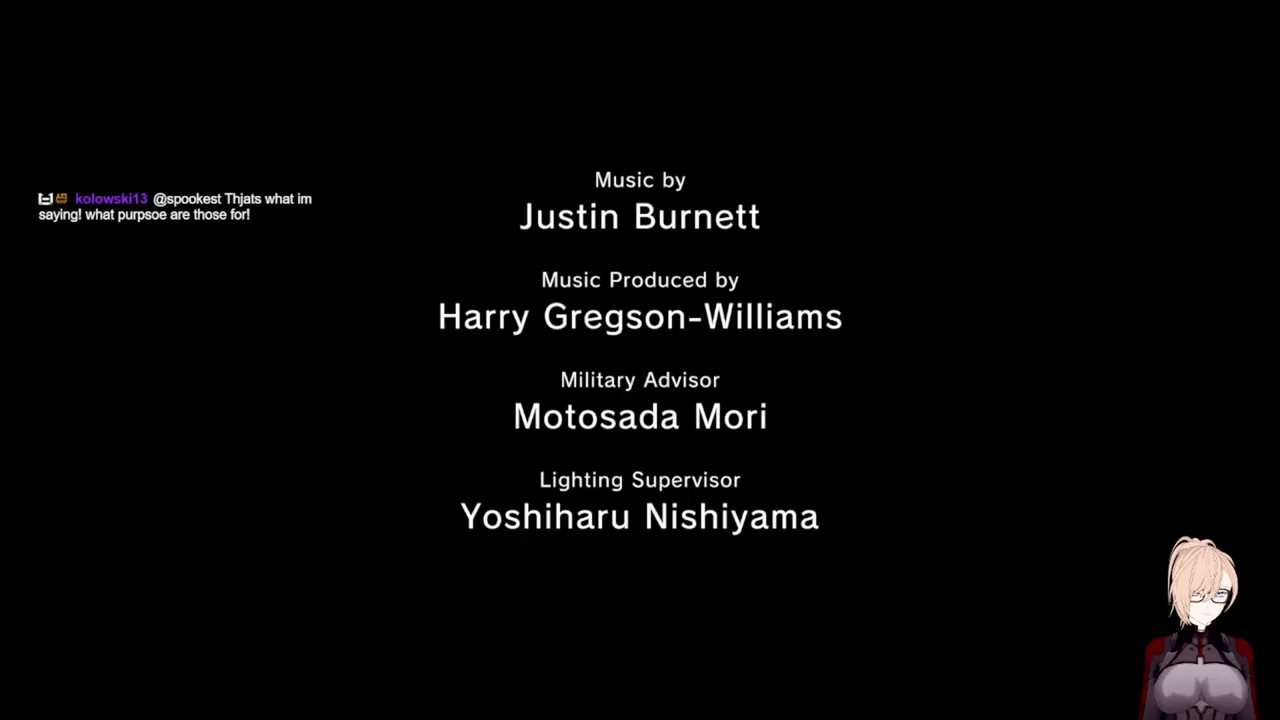 kolowski13 @spookest Thjats what im
saying! what purpsoe are those for!
Music by
Justin Burnett
Music Produced by
Harry Gregson-Williams
Military Advisor
Motosada Mori
Lighting Supervisor
Yoshiharu Nishiyama